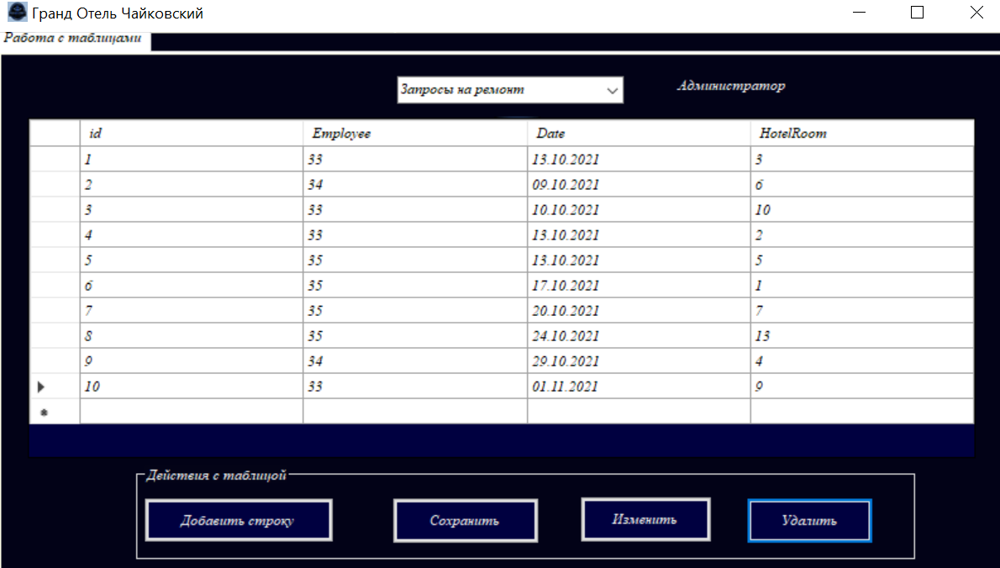 Гранд Отель Чайковский
Работа с таблицами
Запросы на ремонт Администратор
id Employee Date HotelRoom
1 33 13.10.2021 3
2 34 09.10.2021 6
3 33 10.10.2021 10
4 33 13.10.2021 2
5 35 13.10.2021 5
6 35 17.10.2021 1
7 35 20.10.2021 7
8 35 24.10.2021 13
9 34 29.10.2021 4
10 33 01.11.2021 9
Действия с таблицой
Добавить строку Сохранить Изменить Удалить